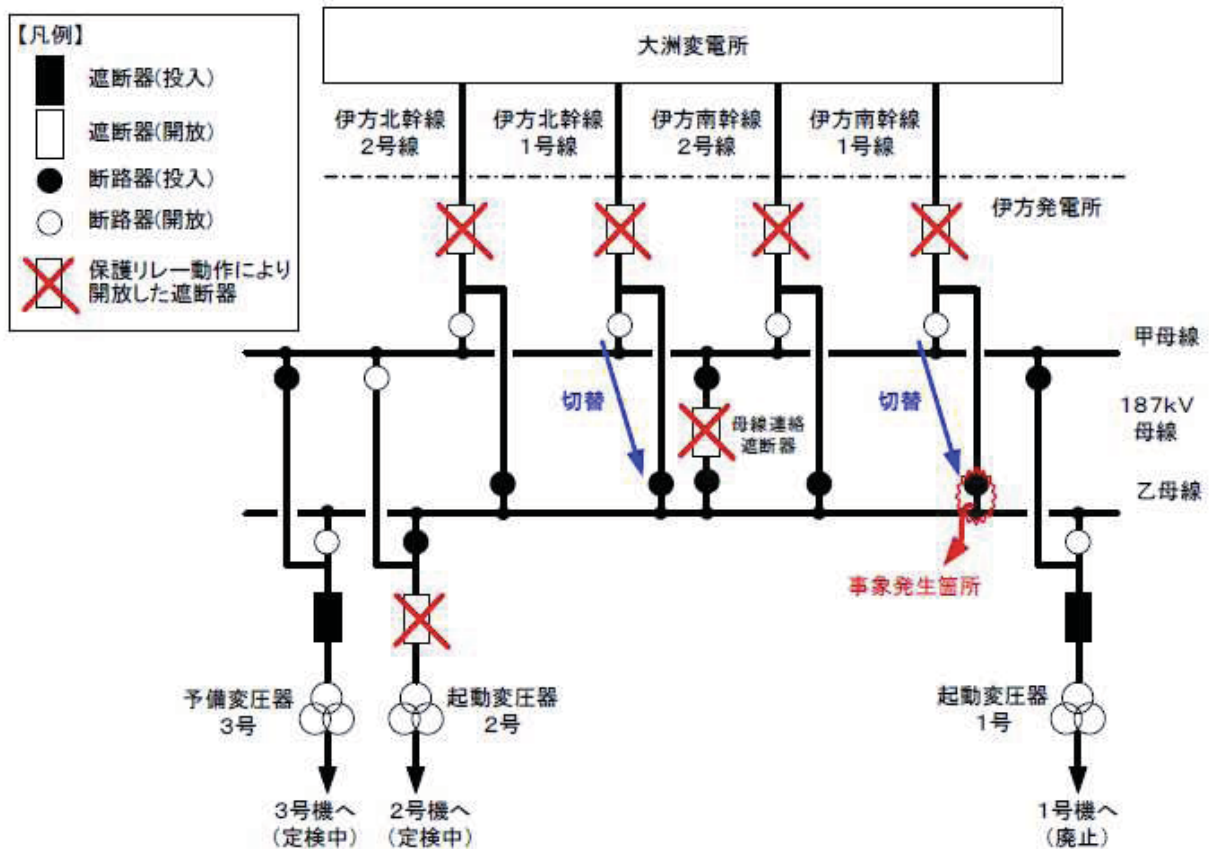 【凡例】
遮断器(投入)
遮断器(開放)
断路器(投入)
断路器(開放)
保護リレー動作により
開放した遮断器
大洲変電所
伊方北幹線
2号線
伊方北幹線
1号線
伊方南幹線
2号線
伊方南幹線
1号線
伊方発電所
甲母線
切替
母線連絡
遮断器
切替
187kV
母線
乙母線
事象発生箇所
予備変圧器
3号
起動変圧器
2号
起動変圧器
1号
3号機へ
(定検中)
2号機へ
(定検中)
1号機へ
(廃止)